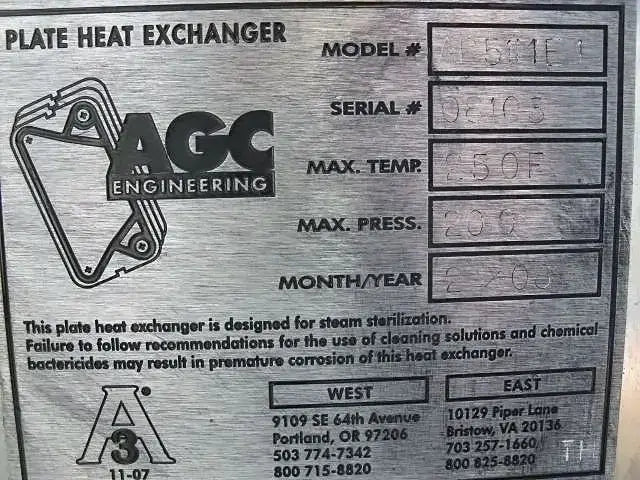 PLATE HEAT EXCHANGER
MODEL #
SERIAL #
AGC
ENGINEERING
MAX. TEMP. 250F
MAX. PRESS.
MONTH/YEAR
This plate heat exchanger is designed for steam sterilization.
Failure to follow recommendations for the use of cleaning solutions and chemical
bactericides may result in premature corrosion of this heat exchanger.
A
3
11-07
WEST
9109 SE 64th Avenue
Portland, OR 97206
503 774-7342
800 715-8820
EAST
10129 Piper Lane
Bristow, VA 20136
703 257-1660
800 825-8820